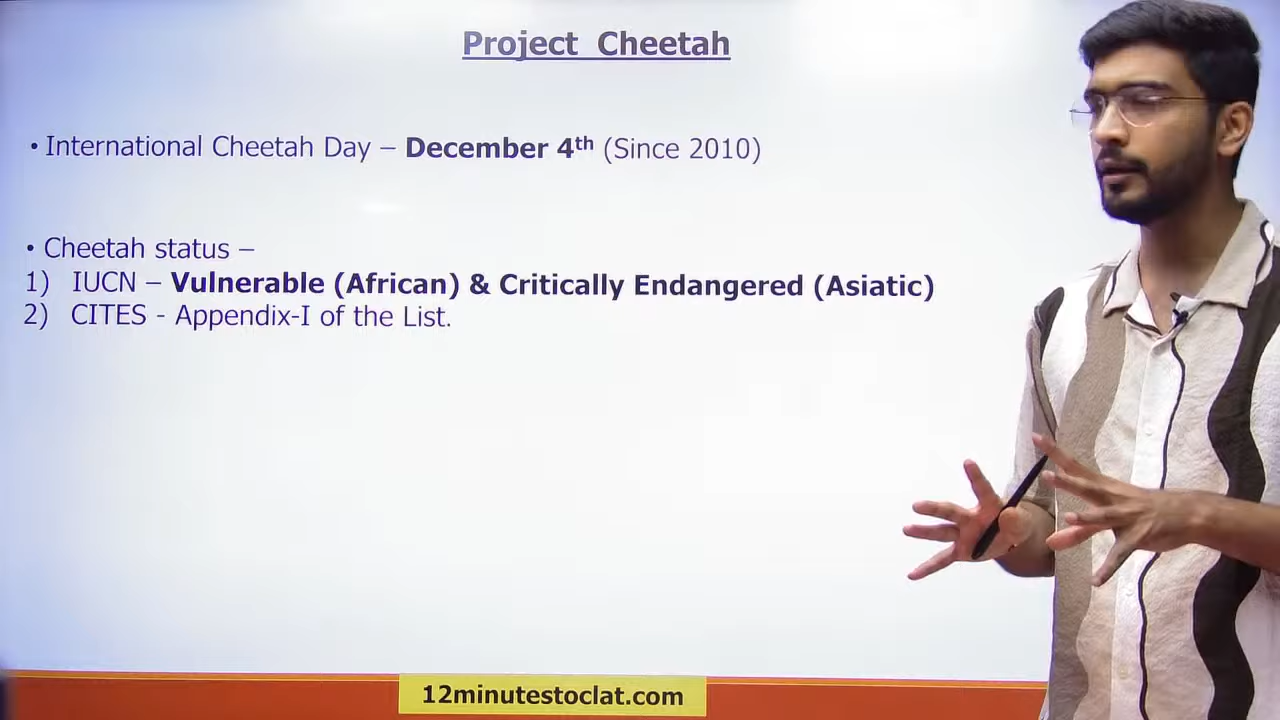 Project Cheetah
• International Cheetah Day – December 4th (Since 2010)
• Cheetah status –
1) IUCN – Vulnerable (African) & Critically Endangered (Asiatic)
2) CITES - Appendix-I of the List.
12minutestoclat.com